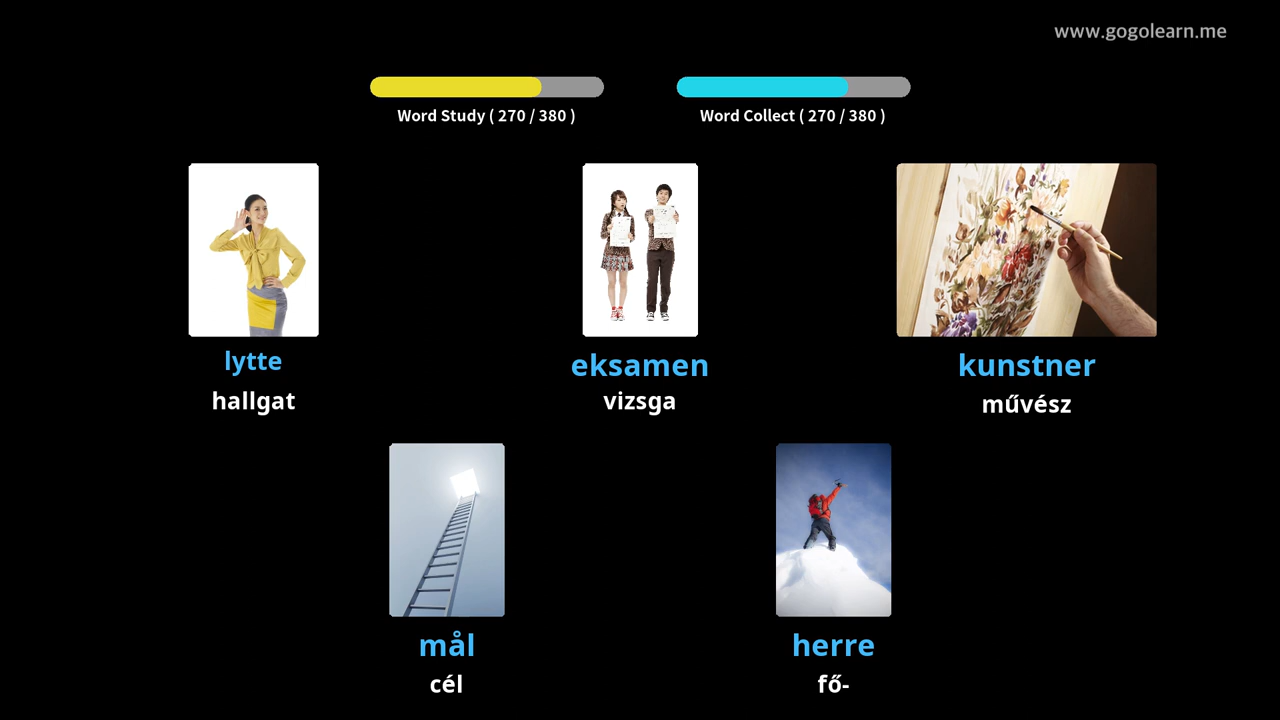 www.gogolearn.me
Word Study ( 270 / 380 )
Word Collect ( 270 / 380 )
lytte
hallgat
eksamen
vizsga
kunstner
művész
mål
cél
herre
fő-